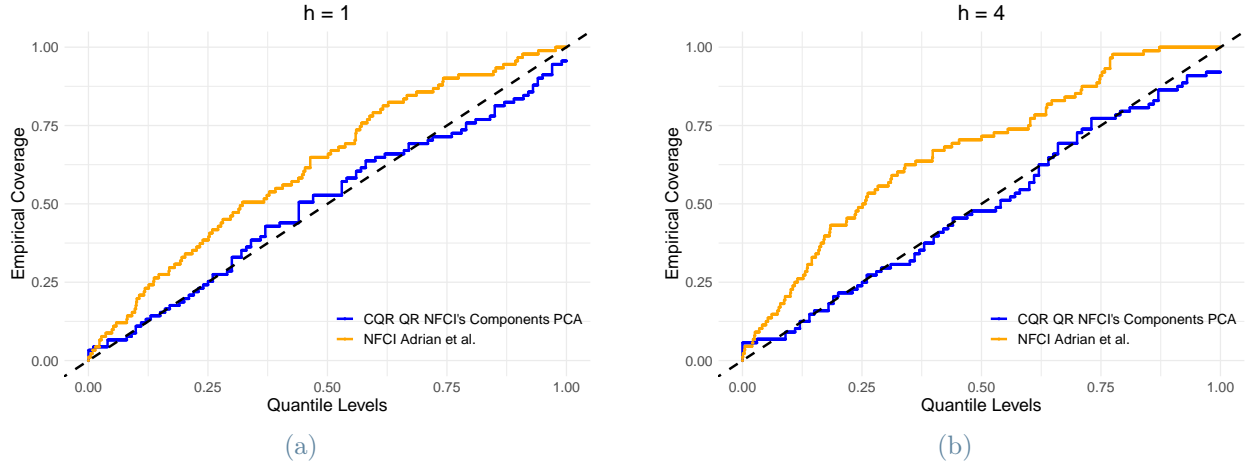 h = 1
1.00
0.75
0.50
0.25
0.00
Empirical Coverage
CQR QR NFCI's Components PCA
NFCI Adrian et al.
0.00 0.25 0.50 0.75 1.00
Quantile Levels
(a)
h = 4
1.00
0.75
0.50
0.25
0.00
Empirical Coverage
CQR QR NFCI's Components PCA
NFCI Adrian et al.
0.00 0.25 0.50 0.75 1.00
Quantile Levels
(b)